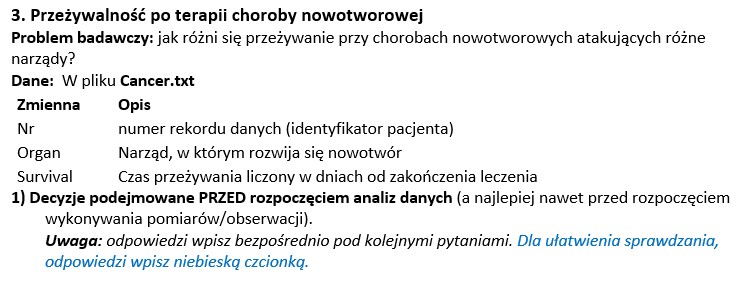 3. Przeżywalność po terapii choroby nowotworowej
Problem badawczy: jak różni się przeżywanie przy chorobach nowotworowych atakujących różne
narządy?
Dane: W pliku Cancer.txt
Zmienna Opis
Nr numer rekordu danych (identyfikator pacjenta)
Organ Narząd, w którym rozwija się nowotwór
Survival Czas przeżywania liczony w dniach od zakończenia leczenia
1) Decyzje podejmowane PRZED rozpoczęciem analiz danych (a najlepiej nawet przed rozpoczęciem
wykonywania pomiarów/obserwacji).
Uwaga: odpowiedzi wpisz bezpośrednio pod kolejnymi pytaniami. Dla ułatwienia sprawdzania,
odpowiedzi wpisz niebieską czcionką.